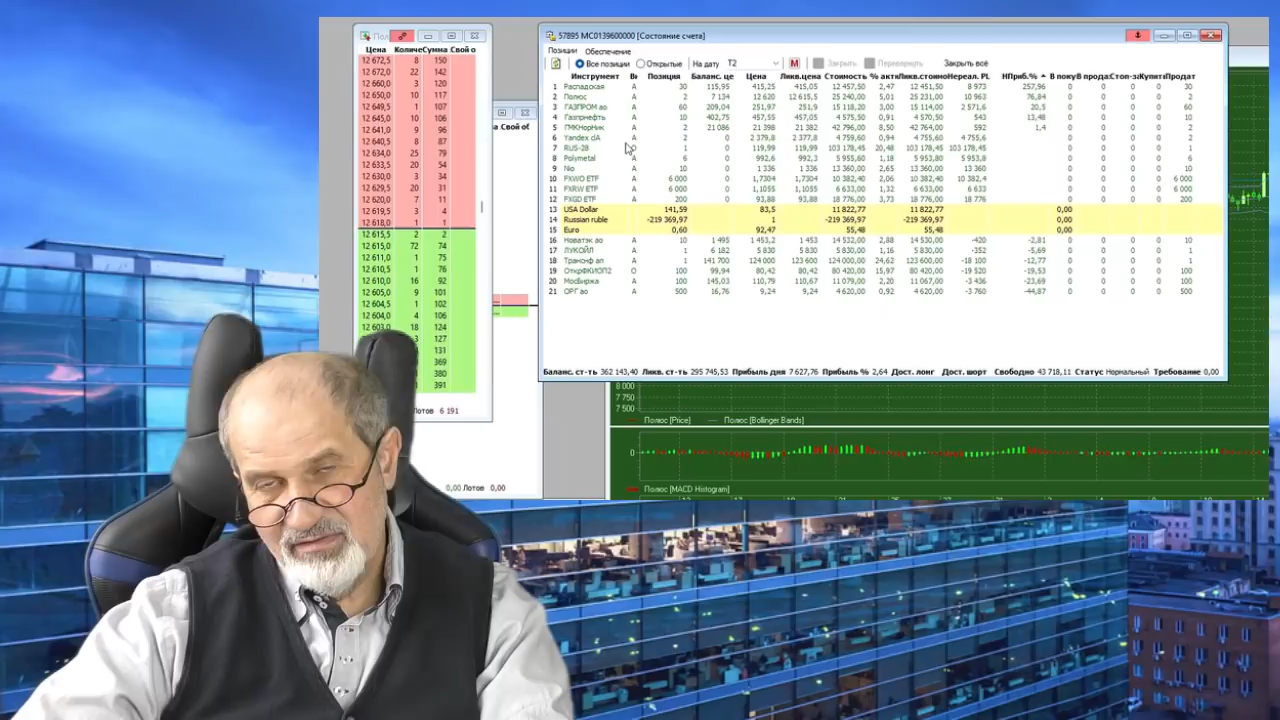 57895 MC0139600000 [Состояние счета]
Позиции Обеспечение
Все позиции Открытые На дату T2 M Закрыть Перевернуть Закрыть всё
Инструмент Позиция Баланс. це Цена Ликв.цена Стоимость % акти Ликв.стоимо Нереал. PL НПриб.% В поку В прода Стоп-за Купить Продат
1 Распадская A 30 115,95 415,25 415,05 12 457,50 2,47 12 451,50 8 973 257,96 0 0 0 0 30
2 Полюс A 2 7 134 12 620 12 615,5 25 240,00 5,01 25 231,00 10 963 76,84 0 0 0 0 2
3 ГАЗПРОМ ао A 60 209,04 251,97 251,9 15 118,20 3,00 15 114,00 2 571,6 20,5 0 0 0 0 60
4 Газпрнефть A 10 402,75 457,55 457,05 4 575,50 0,91 4 570,50 543 13,48 0 0 0 0 10
5 ГМКНорНик A 2 21 086 21 398 21 382 42 796,00 8,50 42 764,00 592 1,4 0 0 0 0 2
6 Yandex clA A 2 0 2 379,8 2 377,8 4 759,60 0,94 4 755,60 4 755,6 0 0 0 0 2
7 RUS-28 1 0 119,99 119,99 103 178,45 20,48 103 178,45 103 178,45 0 0 0 0 1
8 Polymetal A 6 0 992,6 992,3 5 955,60 1,18 5 953,80 5 953,8 0 0 0 0 6
9 Nio A 10 0 1 336 1 336 13 360,00 2,65 13 360,00 13 360 0 0 0 0 10
10 FXWO ETF A 6 000 0 1,7304 1,7304 10 382,40 2,06 10 382,40 10 382,4 0 0 0 0 6 000
11 FXRW ETF A 6 000 0 1,1055 1,1055 6 633,00 1,32 6 633,00 6 633 0 0 0 0 6 000
12 FXGD ETF A 200 0 93,88 93,88 18 776,00 3,73 18 776,00 18 776 0 0 0 0 200
13 USA Dollar 141,59 83,5 11 822,77 11 822,77 0,00
14 Russian ruble -219 369,97 1 -219 369,97 -219 369,97 0,00
15 Euro 0,60 92,47 55,48 55,48 0,00
16 Новатэк ао A 10 1 495 1 453,2 1 453 14 532,00 2,88 14 530,00 -420 -2,81 0 0 0 0 10
17 ЛУКОЙЛ A 1 6 182 5 830 5 830 5 830,00 1,16 5 830,00 -352 -5,69 0 0 0 0 1
18 Транснф ап A 1 141 700 124 000 123 600 124 000,00 24,62 123 600,00 -18 100 -12,77 0 0 0 0 1
19 ОткрФКИОП2 O 100 99,94 80,42 80,42 80 420,00 15,97 80 420,00 -19 520 -19,53 0 0 0 0 100
20 МосБиржа A 100 145,03 110,79 110,67 11 079,00 2,20 11 067,00 -3 436 -23,69 0 0 0 0 100
21 ОРГ ао A 500 16,76 9,24 9,24 4 620,00 0,92 4 620,00 -3 760 -44,87 0 0 0 0 500
Баланс. ст-ть 362 143,40 Ликв. ст-ть 295 745,53 Прибыль дня 7 627,76 Прибыль % 2,64 Дост. лонг Дост. шорт Свободно 43 718,11 Статус Нормальный Требование 0,00
Пол
Цена Количе Сумма Свой о
12 672,5 8 150
12 672,0 22 142
12 660,0 3 120
12 650,0 10 117
12 649,5 1 107
12 645,0 10 106
12 641,0 9 96
12 640,5 8 87
12 634,0 25 79
12 633,5 20 54
12 630,0 3 34
12 629,5 20 31
12 620,0 7 11
12 619,5 3 4
12 618,0 1 1
12 615,5 2 2
12 615,0 72 74
12 611,0 1 75
12 610,5 1 76
12 610,0 16 92
12 605,0 9 101
12 604,5 1 102
12 604,0 4 106
12 603,0 18 124
3 127
131
369
380
391
Лотов 6 191
а Свой об
0,00 Лотов 0,00
8 000
7 750
7 500
Полюс [Price] Полюс [Bollinger Bands]
0
Полюс [MACD Histogram]